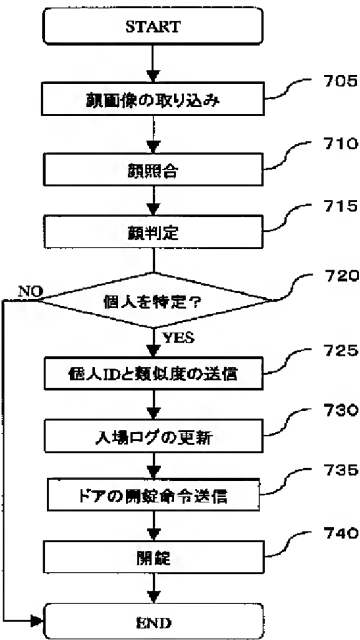 START
顔画像の取り込み
705
顔照合
710
顔判定
715
個人を特定?
720
NO
YES
個人IDと類似度の送信
725
入場ログの更新
730
ドアの開錠命令送信
735
開錠
740
END